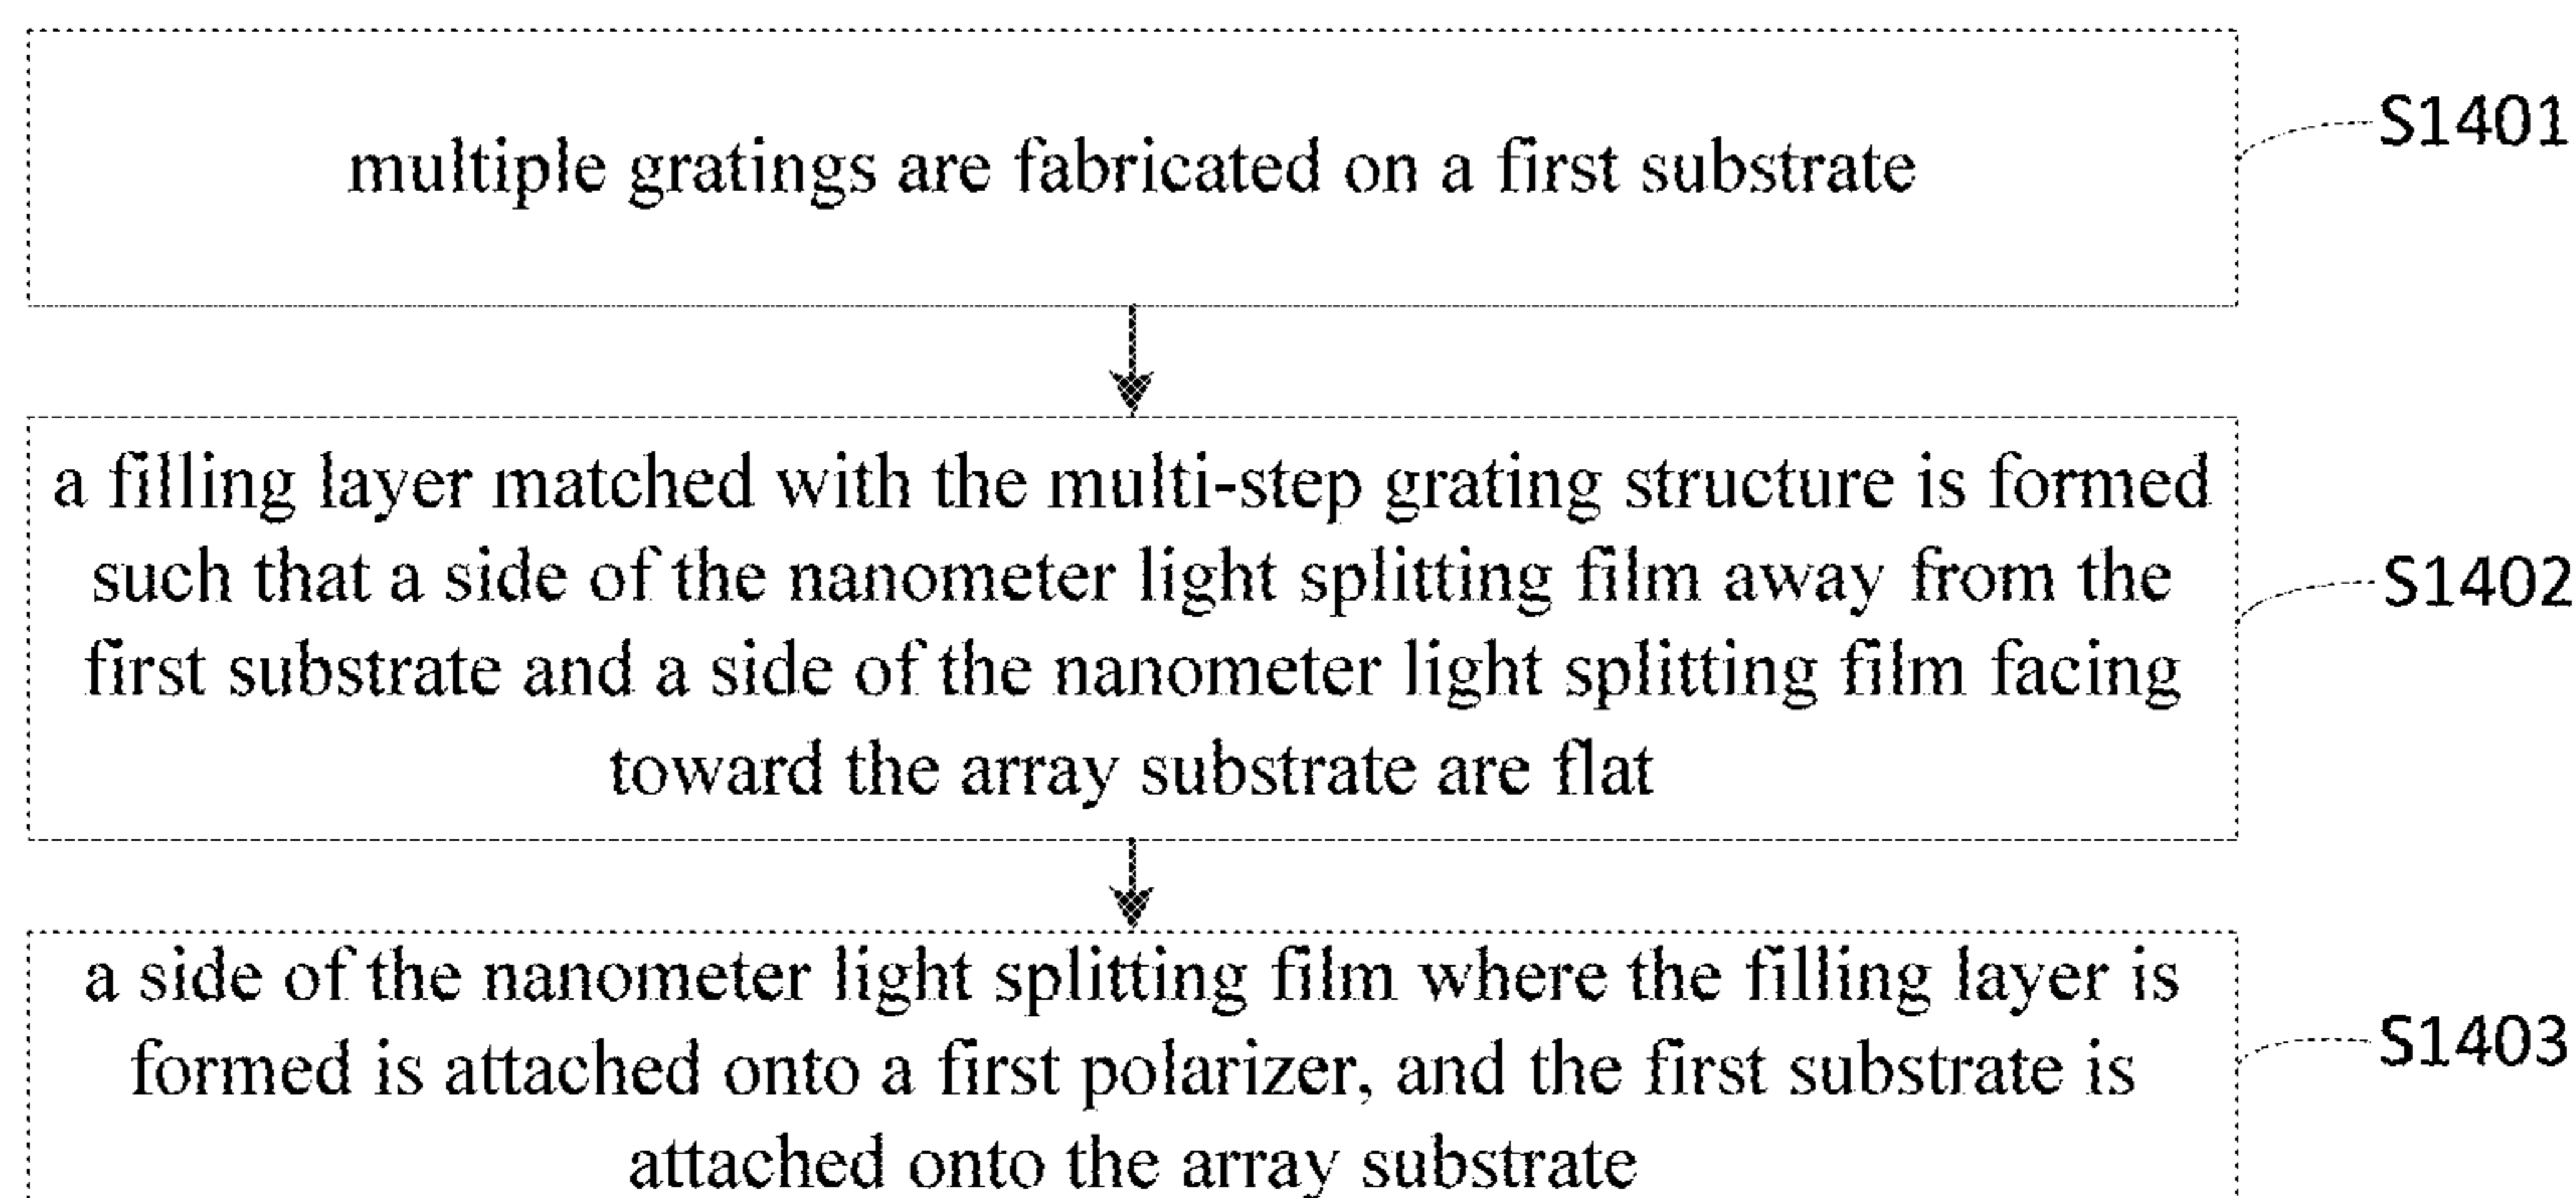 multiple gratings are fabricated on a first substrate
S1401
a filling layer matched with the multi-step grating structure is formed
such that a side of the nanometer light splitting film away from the
first substrate and a side of the nanometer light splitting film facing
toward the array substrate are flat
S1402
a side of the nanometer light splitting film where the filling layer is
formed is attached onto a first polarizer, and the first substrate is
attached onto the array substrate
S1403